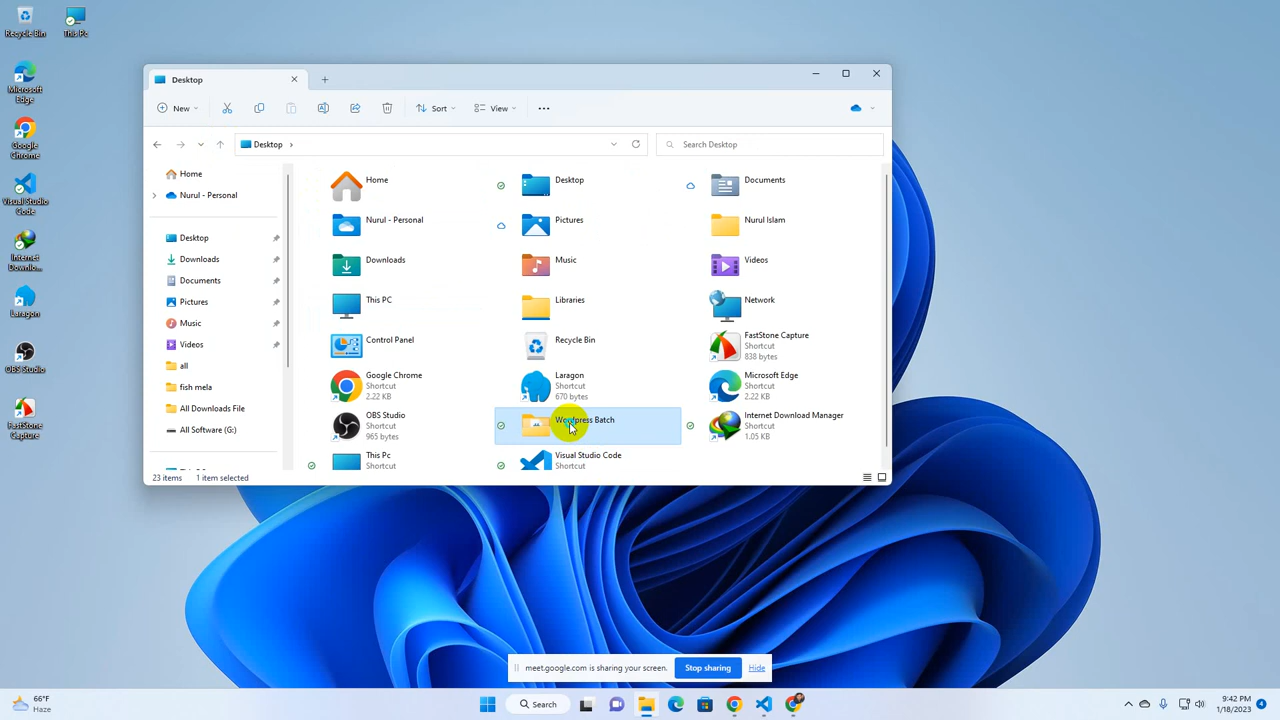 Recycle Bin
This Pc
Microsoft
Edge
Google
Chrome
Visual Studio
Code
Internet
Downlo...
Laragon
OBS Studio
FastStone
Capture
Desktop
New
Sort
View
Desktop
Search Desktop
Home
Nurul - Personal
Desktop
Downloads
Documents
Pictures
Music
Videos
all
fish mela
All Downloads File
All Software (G:)
Home
Desktop
Documents
Nurul - Personal
Pictures
Nurul Islam
Downloads
Music
Videos
This PC
Libraries
Network
Control Panel
Recycle Bin
FastStone Capture
Shortcut
838 bytes
Google Chrome
Shortcut
2.22 KB
Laragon
Shortcut
670 bytes
Microsoft Edge
Shortcut
2.22 KB
OBS Studio
Shortcut
965 bytes
Wordpress Batch
Internet Download Manager
Shortcut
1.05 KB
This Pc
Shortcut
Visual Studio Code
Shortcut
23 items
1 item selected
meet.google.com is sharing your screen.
Stop sharing
Hide
66°F
Haze
Search
9:42 PM
1/18/2023
4